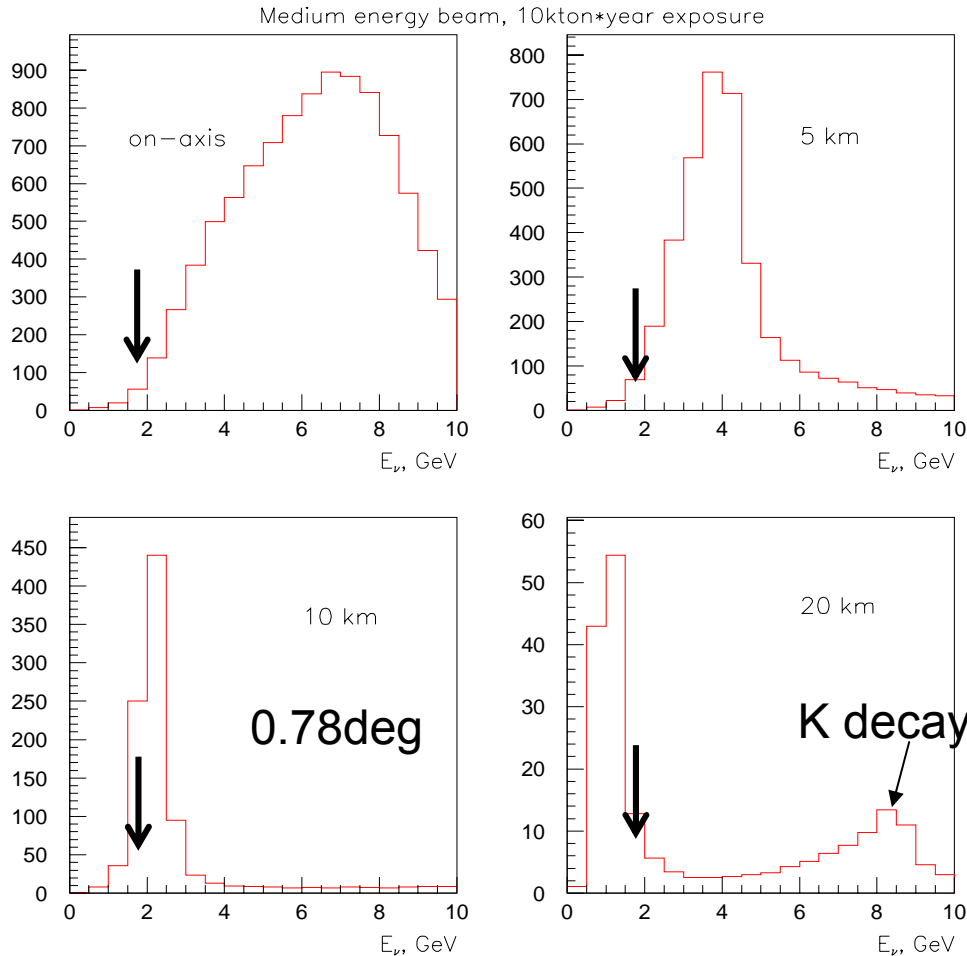 Medium energy beam, 10kton*year exposure
900
800
700
600
500
400
300
200
100
0
on-axis
0 2 4 6 8 10
E_ν, GeV
800
700
600
500
400
300
200
100
0
5 km
0 2 4 6 8 10
E_ν, GeV
450
400
350
300
250
200
150
100
50
0
10 km
0.78deg
0 2 4 6 8 10
E_ν, GeV
60
50
40
30
20
10
0
20 km
K decay
0 2 4 6 8 10
E_ν, GeV